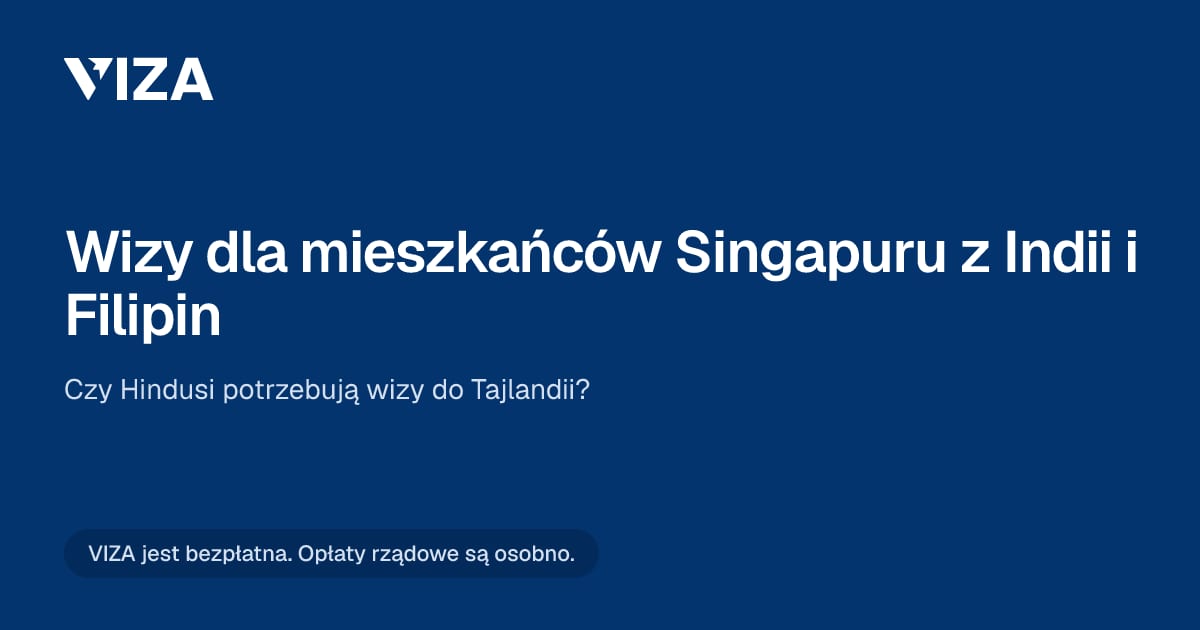 VIZA
Wizy dla mieszkańców Singapuru z Indii i
Filipin
Czy Hindusi potrzebują wizy do Tajlandii?
VIZA jest bezpłatna. Opłaty rządowe są osobno.